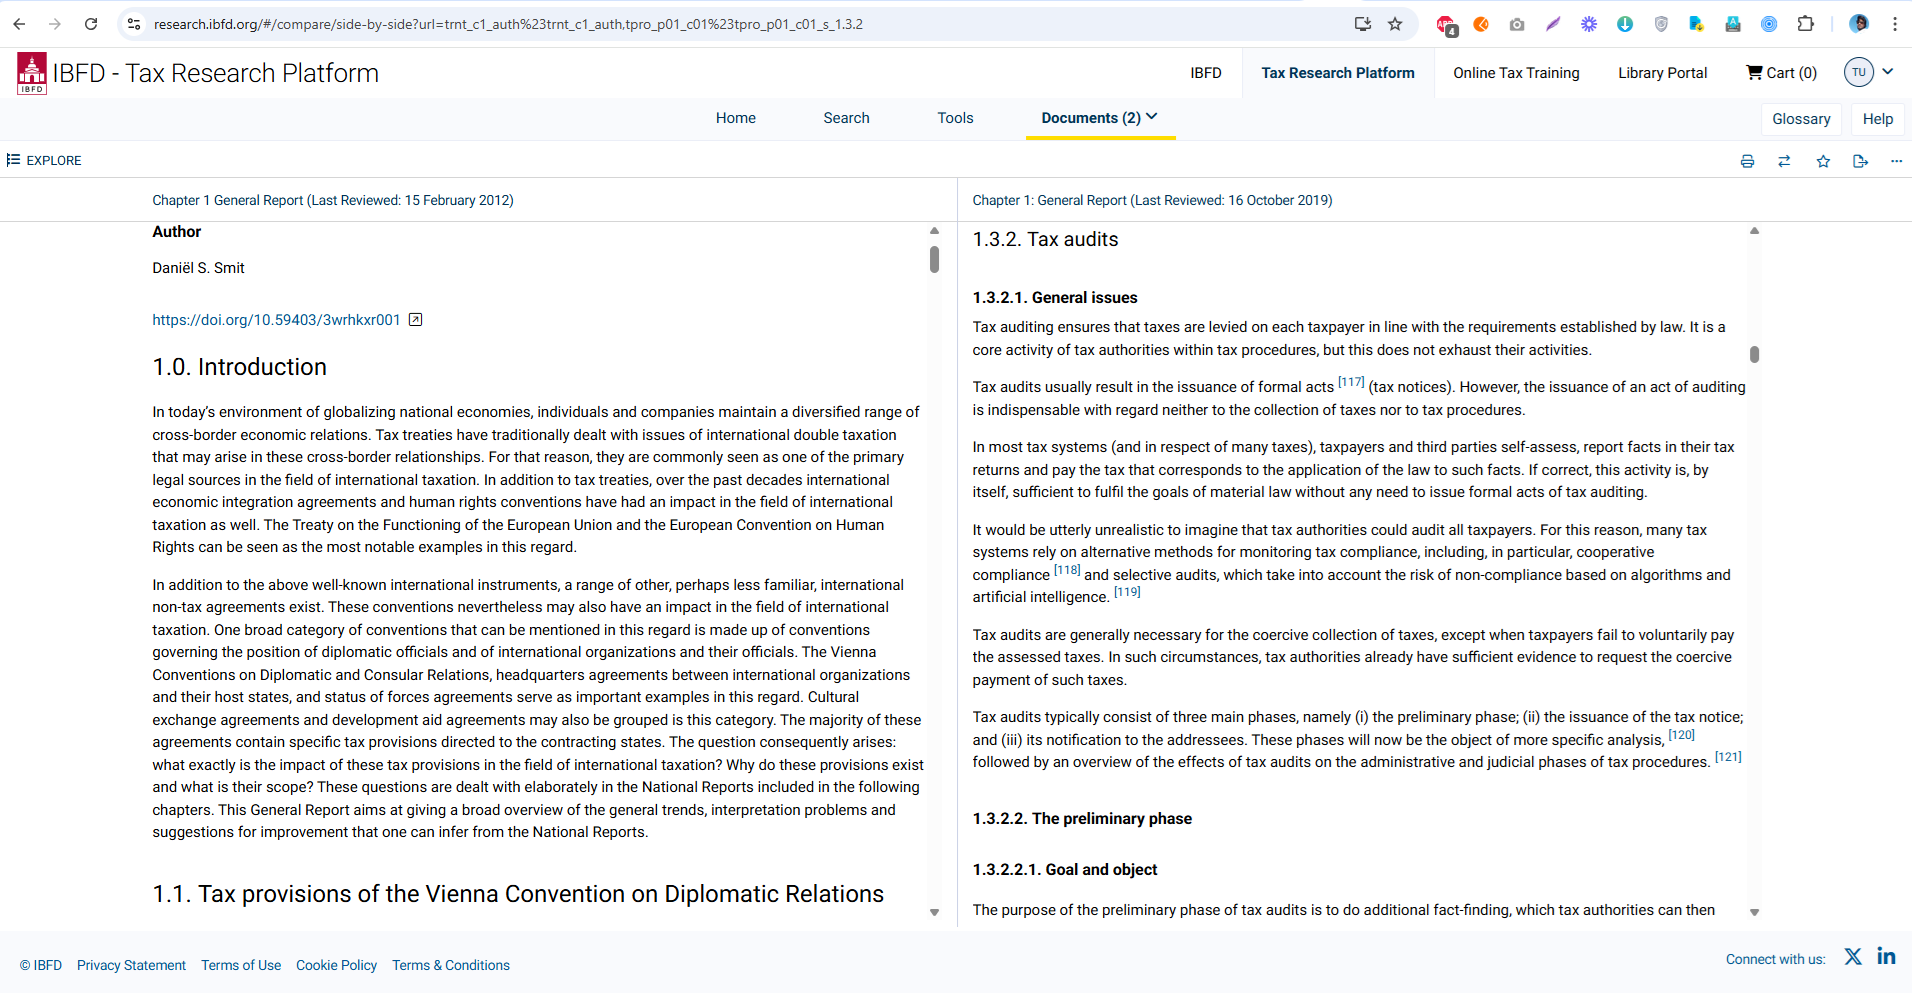 research.ibfd.org/#/compare/side-by-side?url=trnt_c1_auth%23trnt_c1_auth,tpro_p01_c01%23tpro_p01_c01_s_1.3.2
4
IBFD
IBFD - Tax Research Platform
IBFD
Tax Research Platform
Online Tax Training
Library Portal
Cart (0)
TU
Home
Search
Tools
Documents (2)
Glossary
Help
EXPLORE
Chapter 1 General Report (Last Reviewed: 15 February 2012)
Author
Daniël S. Smit
https://doi.org/10.59403/3wrhkxr001
1.0. Introduction
In today's environment of globalizing national economies, individuals and companies maintain a diversified range of
cross-border economic relations. Tax treaties have traditionally dealt with issues of international double taxation
that may arise in these cross-border relationships. For that reason, they are commonly seen as one of the primary
legal sources in the field of international taxation. In addition to tax treaties, over the past decades international
economic integration agreements and human rights conventions have had an impact in the field of international
taxation as well. The Treaty on the Functioning of the European Union and the European Convention on Human
Rights can be seen as the most notable examples in this regard.
In addition to the above well-known international instruments, a range of other, perhaps less familiar, international
non-tax agreements exist. These conventions nevertheless may also have an impact in the field of international
taxation. One broad category of conventions that can be mentioned in this regard is made up of conventions
governing the position of diplomatic officials and of international organizations and their officials. The Vienna
Conventions on Diplomatic and Consular Relations, headquarters agreements between international organizations
and their host states, and status of forces agreements serve as important examples in this regard. Cultural
exchange agreements and development aid agreements may also be grouped is this category. The majority of these
agreements contain specific tax provisions directed to the contracting states. The question consequently arises:
what exactly is the impact of these tax provisions in the field of international taxation? Why do these provisions exist
and what is their scope? These questions are dealt with elaborately in the National Reports included in the following
chapters. This General Report aims at giving a broad overview of the general trends, interpretation problems and
suggestions for improvement that one can infer from the National Reports.
1.1. Tax provisions of the Vienna Convention on Diplomatic Relations
Chapter 1: General Report (Last Reviewed: 16 October 2019)
1.3.2. Tax audits
1.3.2.1. General issues
Tax auditing ensures that taxes are levied on each taxpayer in line with the requirements established by law. It is a
core activity of tax authorities within tax procedures, but this does not exhaust their activities.
Tax audits usually result in the issuance of formal acts [117] (tax notices). However, the issuance of an act of auditing
is indispensable with regard neither to the collection of taxes nor to tax procedures.
In most tax systems (and in respect of many taxes), taxpayers and third parties self-assess, report facts in their tax
returns and pay the tax that corresponds to the application of the law to such facts. If correct, this activity is, by
itself, sufficient to fulfil the goals of material law without any need to issue formal acts of tax auditing.
It would be utterly unrealistic to imagine that tax authorities could audit all taxpayers. For this reason, many tax
systems rely on alternative methods for monitoring tax compliance, including, in particular, cooperative
compliance [118] and selective audits, which take into account the risk of non-compliance based on algorithms and
artificial intelligence. [119]
Tax audits are generally necessary for the coercive collection of taxes, except when taxpayers fail to voluntarily pay
the assessed taxes. In such circumstances, tax authorities already have sufficient evidence to request the coercive
payment of such taxes.
Tax audits typically consist of three main phases, namely (i) the preliminary phase; (ii) the issuance of the tax notice;
and (iii) its notification to the addressees. These phases will now be the object of more specific analysis, [120]
followed by an overview of the effects of tax audits on the administrative and judicial phases of tax procedures. [121]
1.3.2.2. The preliminary phase
1.3.2.2.1. Goal and object
The purpose of the preliminary phase of tax audits is to do additional fact-finding, which tax authorities can then
© IBFD
Privacy Statement
Terms of Use
Cookie Policy
Terms & Conditions
Connect with us: